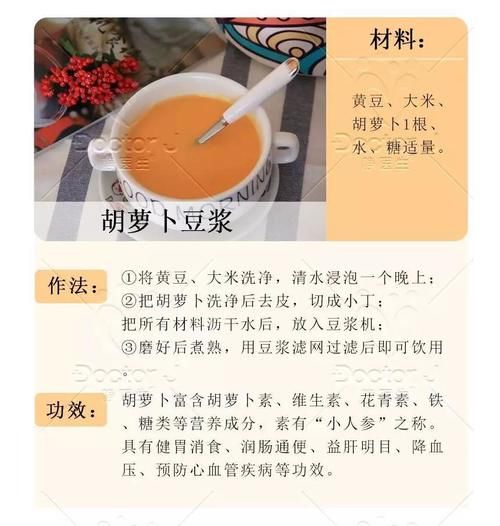 材料：
黄豆、大米、
胡萝卜1根、
水、糖适量。
GOOD MORNING
胡萝卜豆浆
作法：
①将黄豆、大米洗净，清水浸泡一个晚上；
②把胡萝卜洗净后去皮，切成小丁；
把所有材料沥干水后，放入豆浆机；
③磨好后煮熟，用豆浆滤网过滤后即可饮用
。
功效：
胡萝卜富含胡萝卜素、维生素、花青素、铁
、糖类等营养成分，素有“小人参”之称。
具有健胃消食、润肠通便、益肝明目、降血
压、预防心血管疾病等功效。
Doctor J